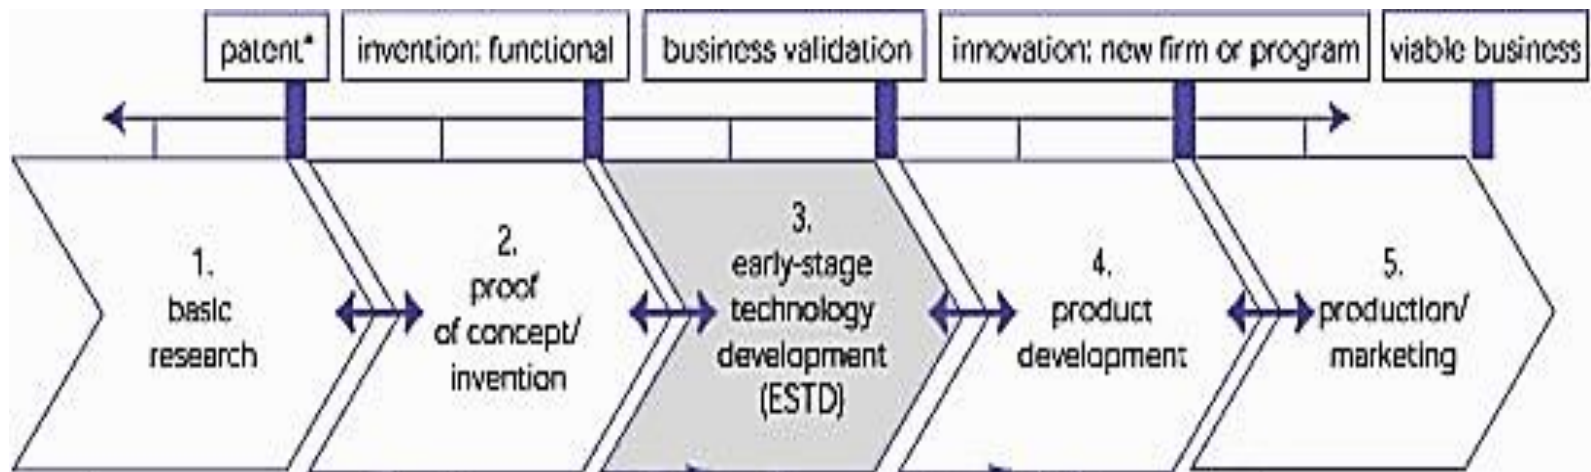 patent*
invention: functional
business validation
innovation: new firm or program
viable business
1.
basic
research
2.
proof
of concept/
invention
3.
early-stage
technology
development
(ESTD)
4.
product
development
5.
production/
marketing